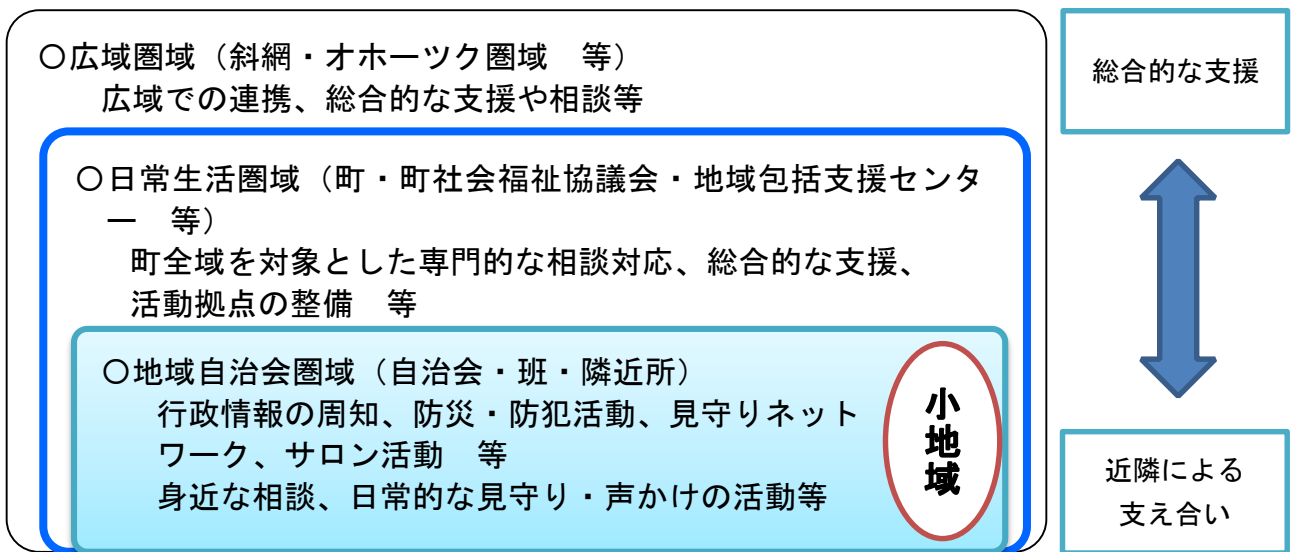 〇広域圏域（斜網・オホーツク圏域　等）
広域での連携、総合的な支援や相談等
〇日常生活圏域（町・町社会福祉協議会・地域包括支援センタ
ー　等）
町全域を対象とした専門的な相談対応、総合的な支援、
活動拠点の整備　等
〇地域自治会圏域（自治会・班・隣近所）
行政情報の周知、防災・防犯活動、見守りネット
ワーク、サロン活動　等
身近な相談、日常的な見守り・声かけの活動等
小地域
総合的な支援
近隣による
支え合い